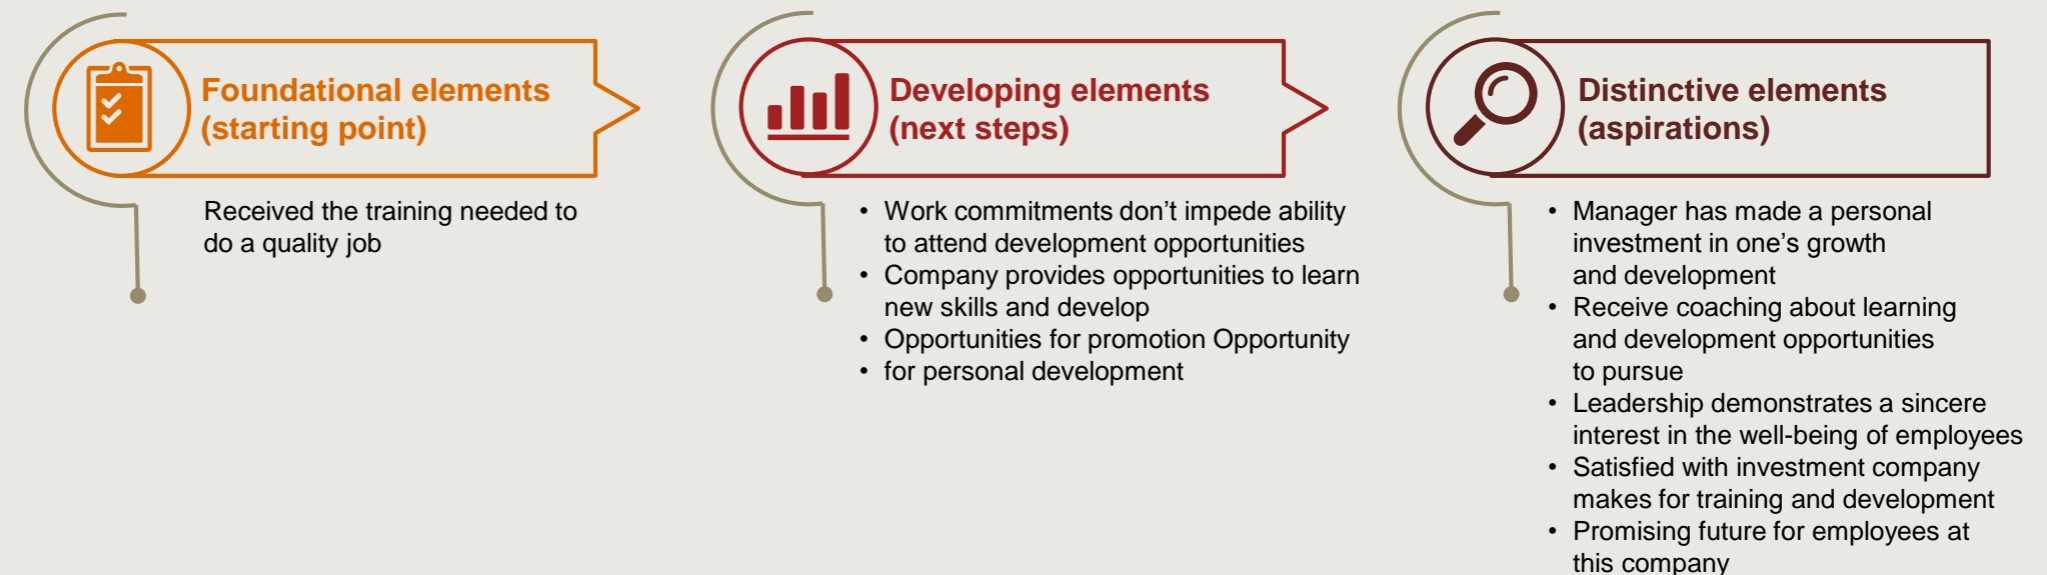 Foundational elements
(starting point)
Received the training needed to
do a quality job
Developing elements
(next steps)
• Work commitments don’t impede ability
to attend development opportunities
• Company provides opportunities to learn
new skills and develop
• Opportunities for promotion Opportunity
• for personal development
Distinctive elements
(aspirations)
• Manager has made a personal
investment in one’s growth
and development
• Receive coaching about learning
and development opportunities
to pursue
• Leadership demonstrates a sincere
interest in the well-being of employees
• Satisfied with investment company
makes for training and development
• Promising future for employees at
this company